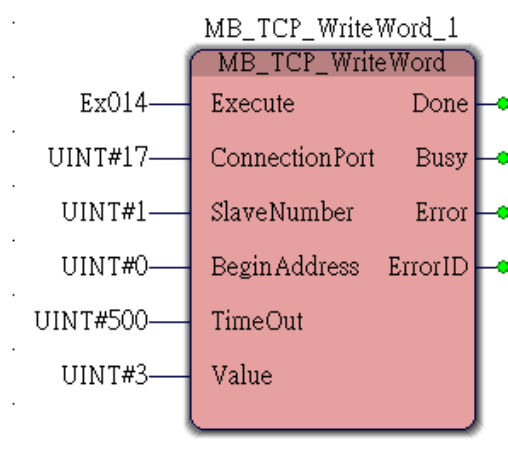 MB_TCP_WriteWord_1
MB_TCP_WriteWord
Ex014 Execute Done
UINT#17 ConnectionPort Busy
UINT#1 SlaveNumber Error
UINT#0 BeginAddress ErrorID
UINT#500 TimeOut
UINT#3 Value